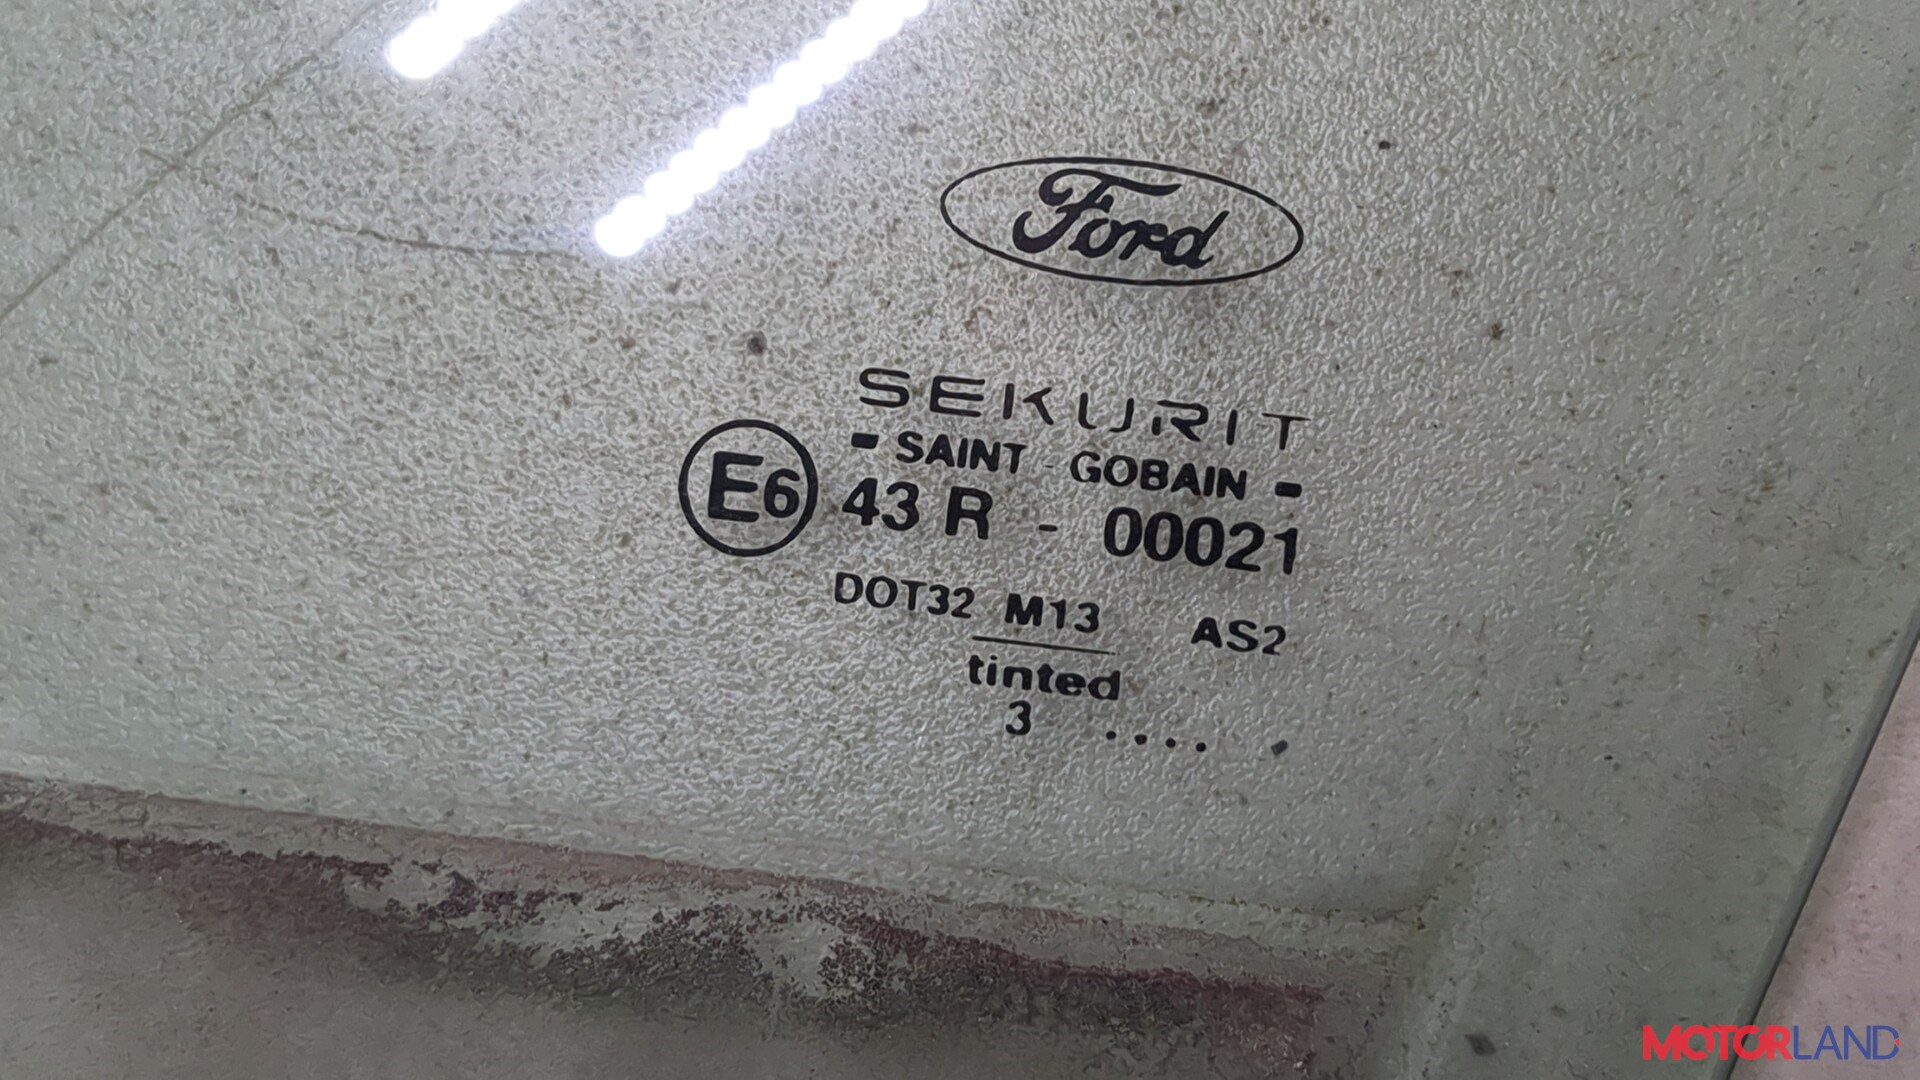 Ford
SEKURIT
- SAINT - GOBAIN -
E6 43 R - 00021
DOT32 M13 AS2
tinted
3 ....
MOTORLAND